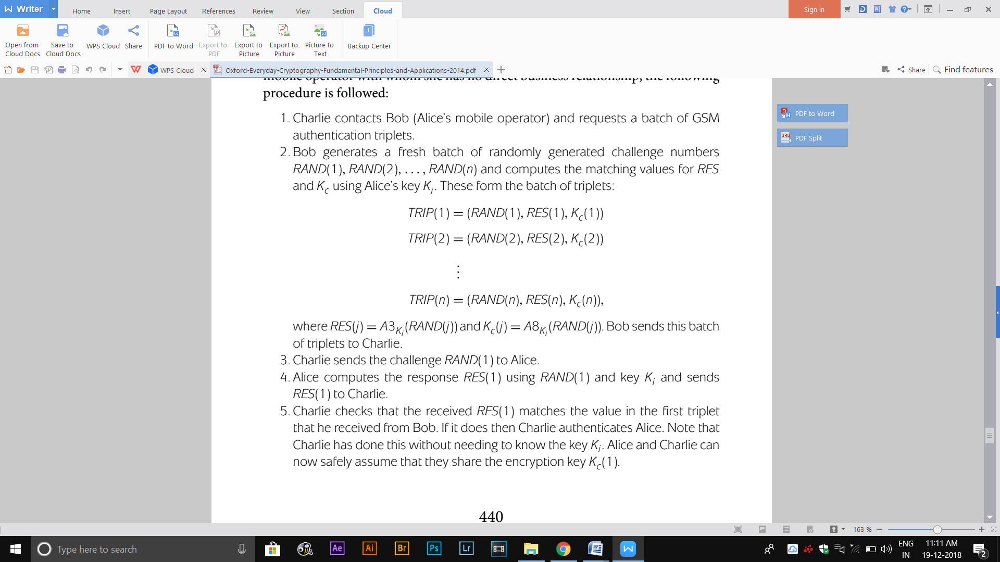 Writer
Home Insert Page Layout References Review View Section Cloud
Sign in
Open from Cloud Docs
Save to Cloud Docs
WPS Cloud
Share
PDF to Word
Export to PDF
Export to Picture
Export to Picture
Picture to Text
Backup Center
WPS Cloud
Oxford-Everyday-Cryptography-Fundamental-Principles-and-Applications-2014.pdf
Share
Find features
mobile operator with whom she has no direct business relationship, the following
procedure is followed:
1. Charlie contacts Bob (Alice’s mobile operator) and requests a batch of GSM
authentication triplets.
2. Bob generates a fresh batch of randomly generated challenge numbers
RAND(1), RAND(2), . . . , RAND(n) and computes the matching values for RES
and K_c using Alice’s key K_i. These form the batch of triplets:
TRIP(1) = (RAND(1), RES(1), K_c(1))
TRIP(2) = (RAND(2), RES(2), K_c(2))
⋮
TRIP(n) = (RAND(n), RES(n), K_c(n)),
where RES(j) = A3_{K_i}(RAND(j)) and K_c(j) = A8_{K_i}(RAND(j)). Bob sends this batch
of triplets to Charlie.
3. Charlie sends the challenge RAND(1) to Alice.
4. Alice computes the response RES(1) using RAND(1) and key K_i and sends
RES(1) to Charlie.
5. Charlie checks that the received RES(1) matches the value in the first triplet
that he received from Bob. If it does then Charlie authenticates Alice. Note that
Charlie has done this without needing to know the key K_i. Alice and Charlie can
now safely assume that they share the encryption key K_c(1).
440
PDF to Word
PDF Split
163 %
Type here to search
Ae
Ai
Br
Ps
Lr
ENG
IN
11:11 AM
19-12-2018
2